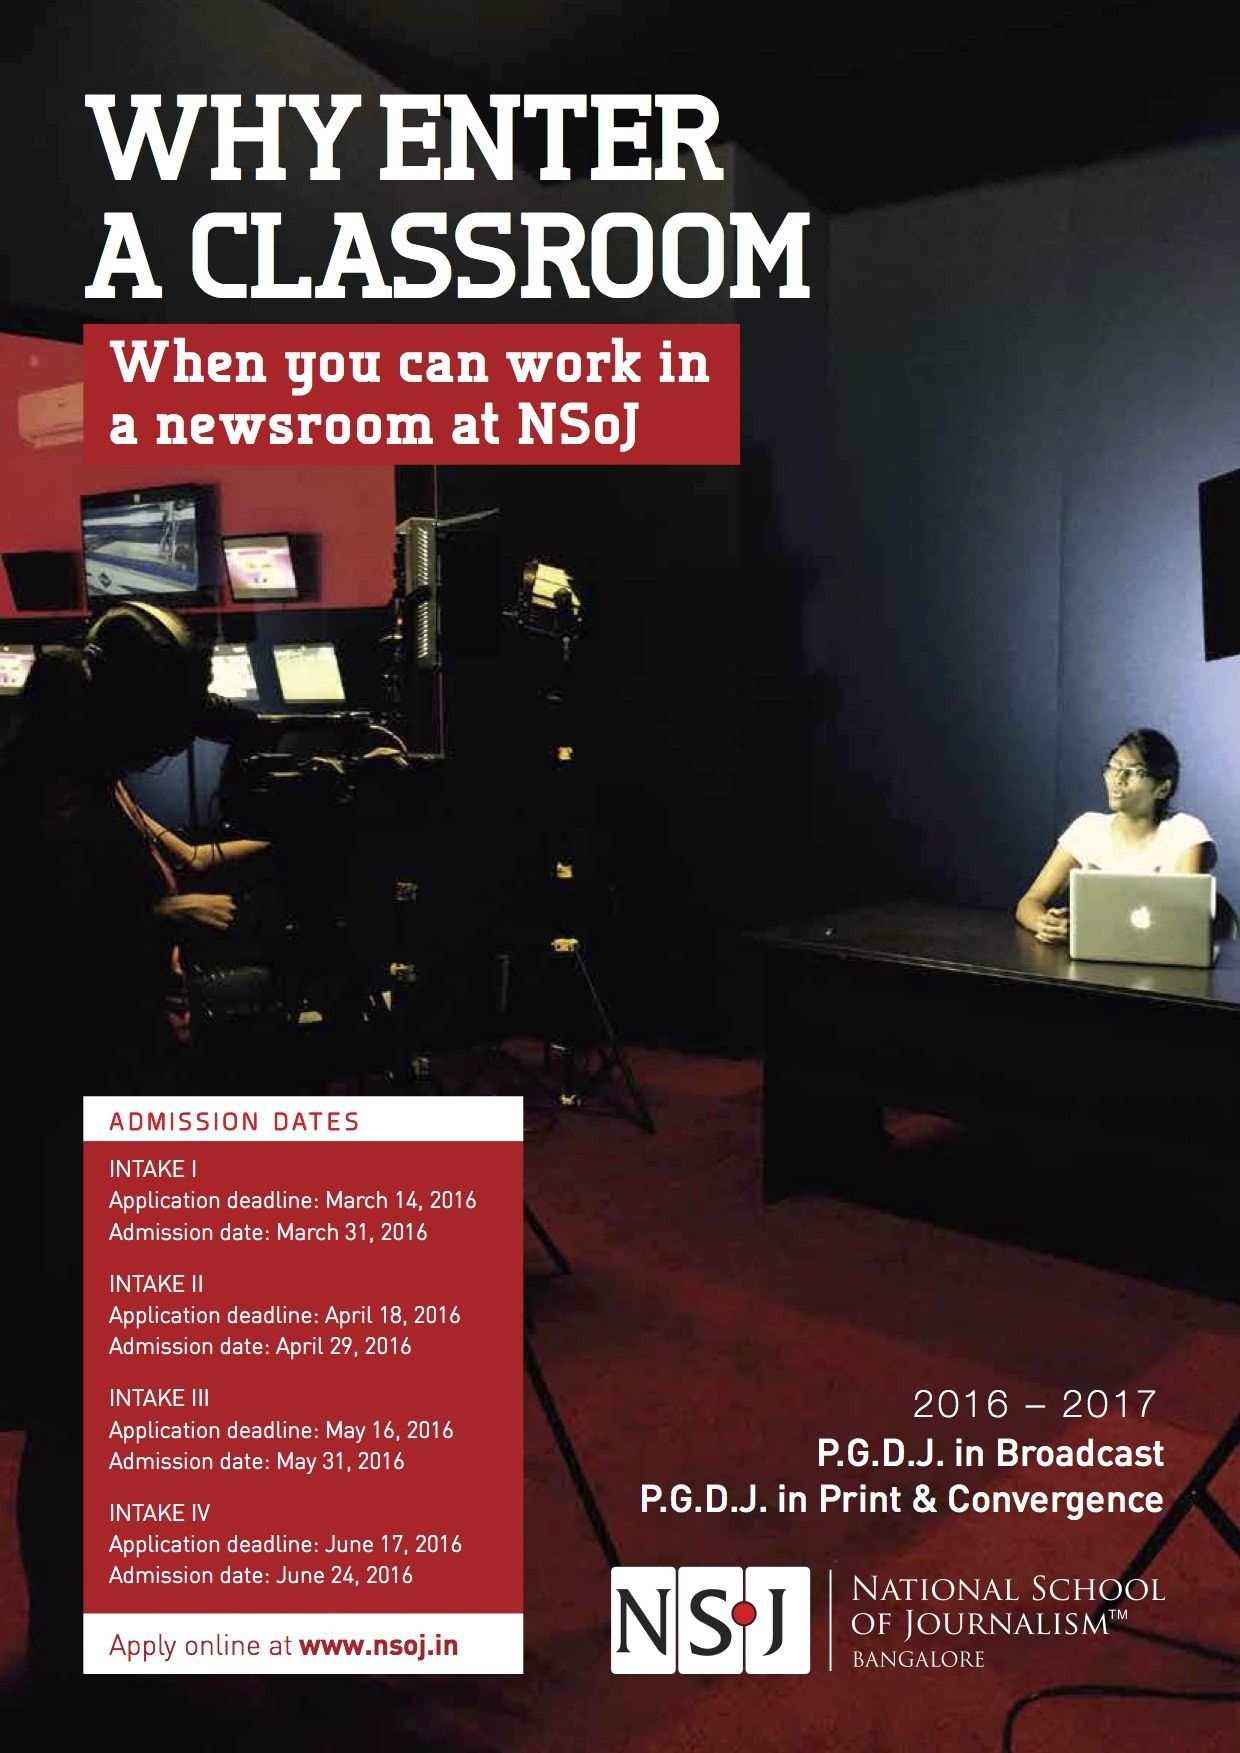 WHY ENTER
A CLASSROOM
When you can work in
a newsroom at NSoJ
ADMISSION DATES
INTAKE I
Application deadline: March 14, 2016
Admission date: March 31, 2016
INTAKE II
Application deadline: April 18, 2016
Admission date: April 29, 2016
INTAKE III
Application deadline: May 16, 2016
Admission date: May 31, 2016
INTAKE IV
Application deadline: June 17, 2016
Admission date: June 24, 2016
Apply online at www.nsoj.in
2016 – 2017
P.G.D.J. in Broadcast
P.G.D.J. in Print & Convergence
NSJ
NATIONAL SCHOOL
OF JOURNALISM™
BANGALORE